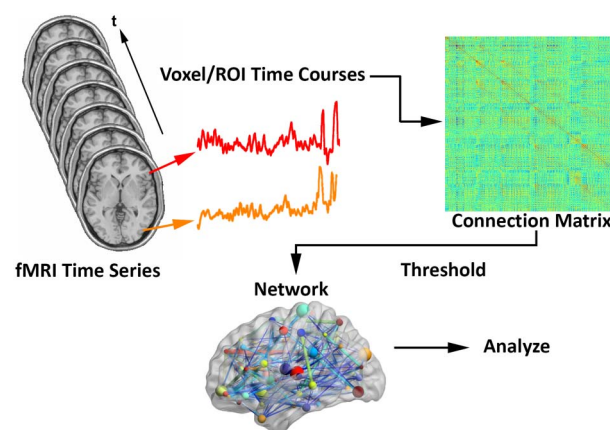 t
Voxel/ROI Time Courses
Connection Matrix
fMRI Time Series
Threshold
Network
Analyze